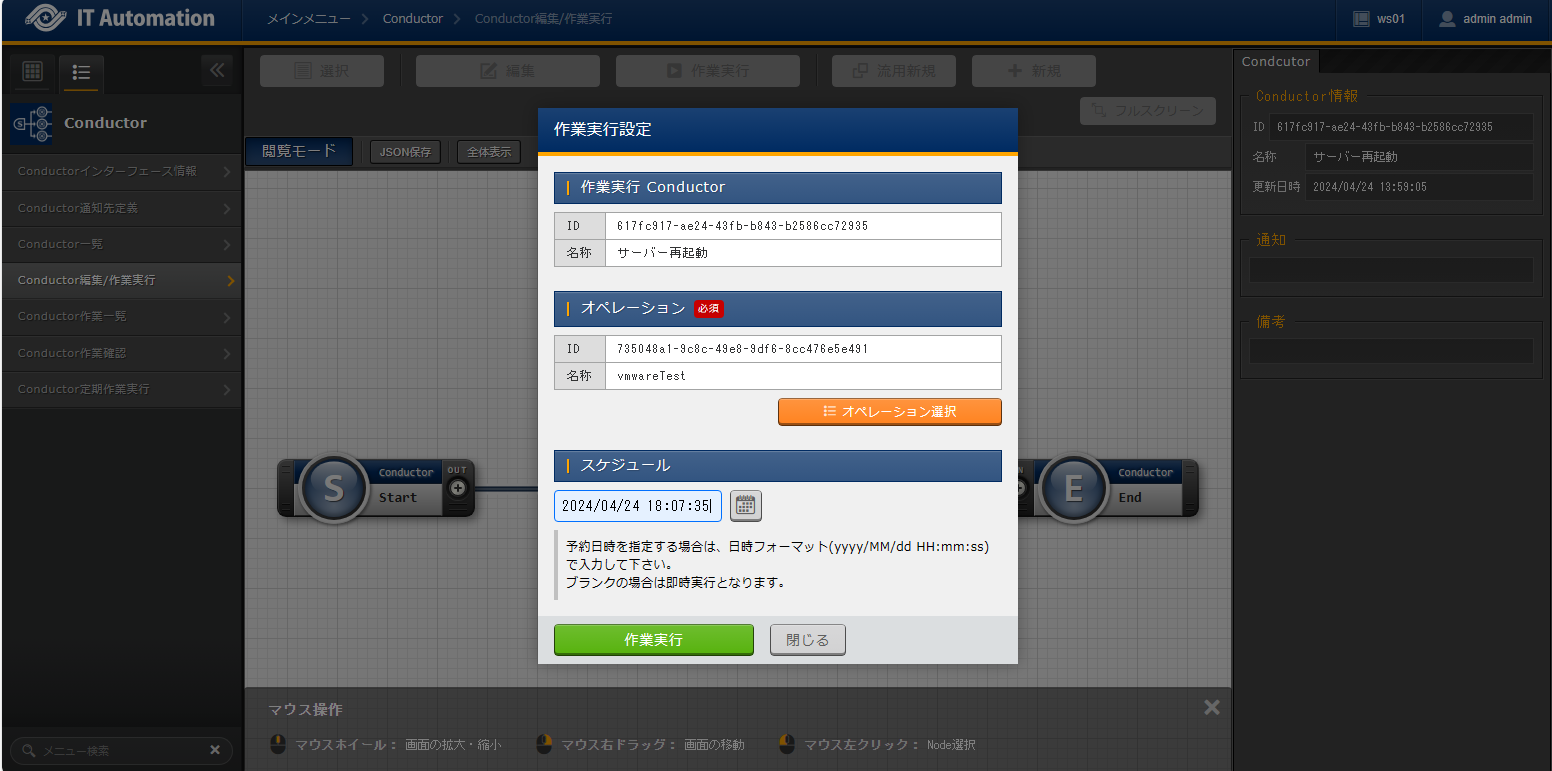 IT Automation
メインメニュー Conductor Conductor編集/作業実行
ws01
admin admin
Conductor
Conductorインターフェース情報
Conductor通知先定義
Conductor一覧
Conductor編集/作業実行
Conductor作業一覧
Conductor作業確認
Conductor定期作業実行
メニュー検索
選択 編集 作業実行 流用新規 新規
フルスクリーン
閲覧モード JSON保存 全体表示
S Conductor OUT
Start
作業実行設定
作業実行 Conductor
ID 617fc917-ae24-43fb-b843-b2586cc72935
名称 サーバー再起動
オペレーション 必須
ID 735048a1-9c8c-49e8-9df6-8cc476e5e491
名称 vmwareTest
オペレーション選択
スケジュール
2024/04/24 18:07:35
予約日時を指定する場合は、日時フォーマット(yyyy/MM/dd HH:mm:ss)
で入力して下さい。
ブランクの場合は即時実行となります。
作業実行 閉じる
E Conductor
End
マウス操作
マウスホイール： 画面の拡大・縮小 マウス右ドラッグ： 画面の移動 マウス左クリック： Node選択
Condcutor
Conductor情報
ID 617fc917-ae24-43fb-b843-b2586cc72935
名称 サーバー再起動
更新日時 2024/04/24 13:59:05
通知
備考